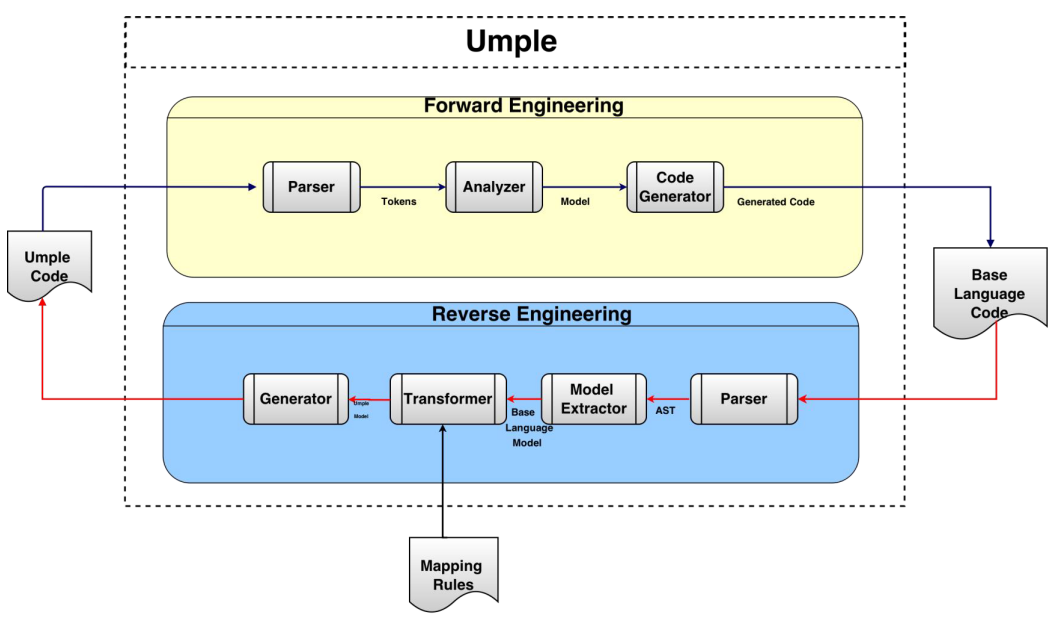 Umple
Forward Engineering
Parser
Tokens
Analyzer
Model
Code
Generator
Generated Code
Umple
Code
Base
Language
Code
Reverse Engineering
Generator
Umple
Model
Transformer
Base
Language
Model
Model
Extractor
AST
Parser
Mapping
Rules